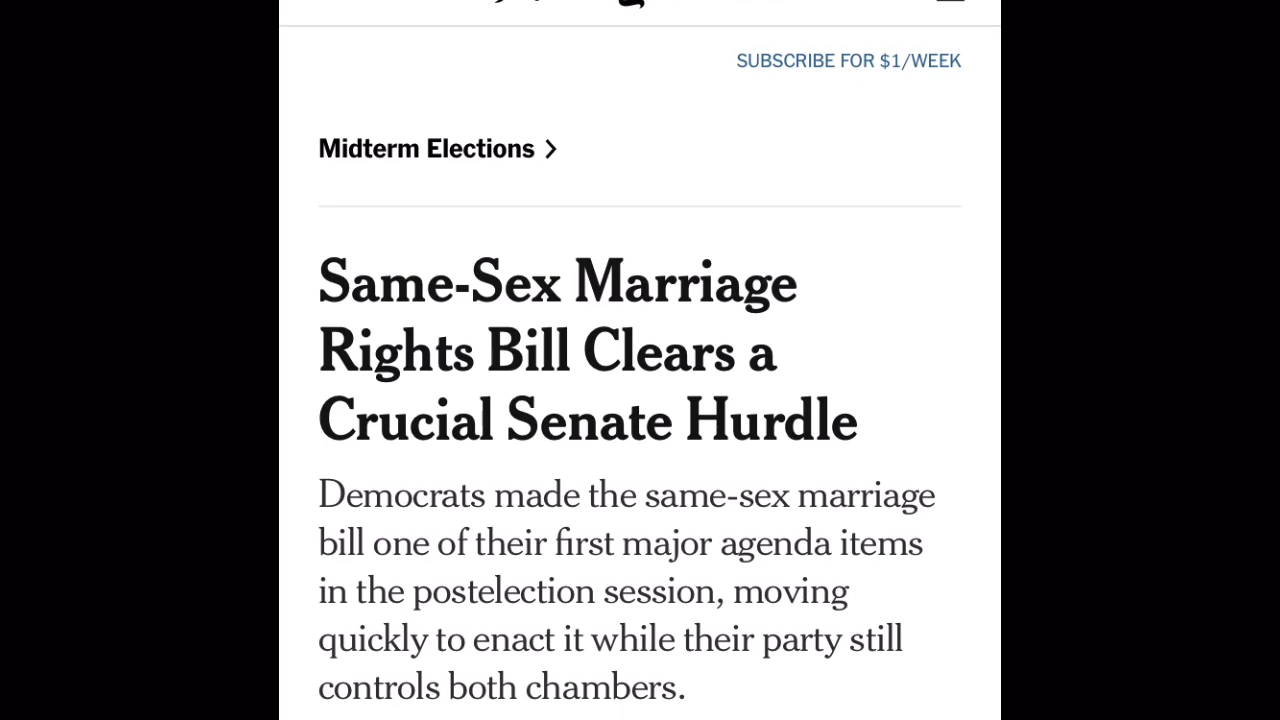 SUBSCRIBE FOR $1/WEEK
Midterm Elections >
Same-Sex Marriage
Rights Bill Clears a
Crucial Senate Hurdle
Democrats made the same-sex marriage
bill one of their first major agenda items
in the postelection session, moving
quickly to enact it while their party still
controls both chambers.